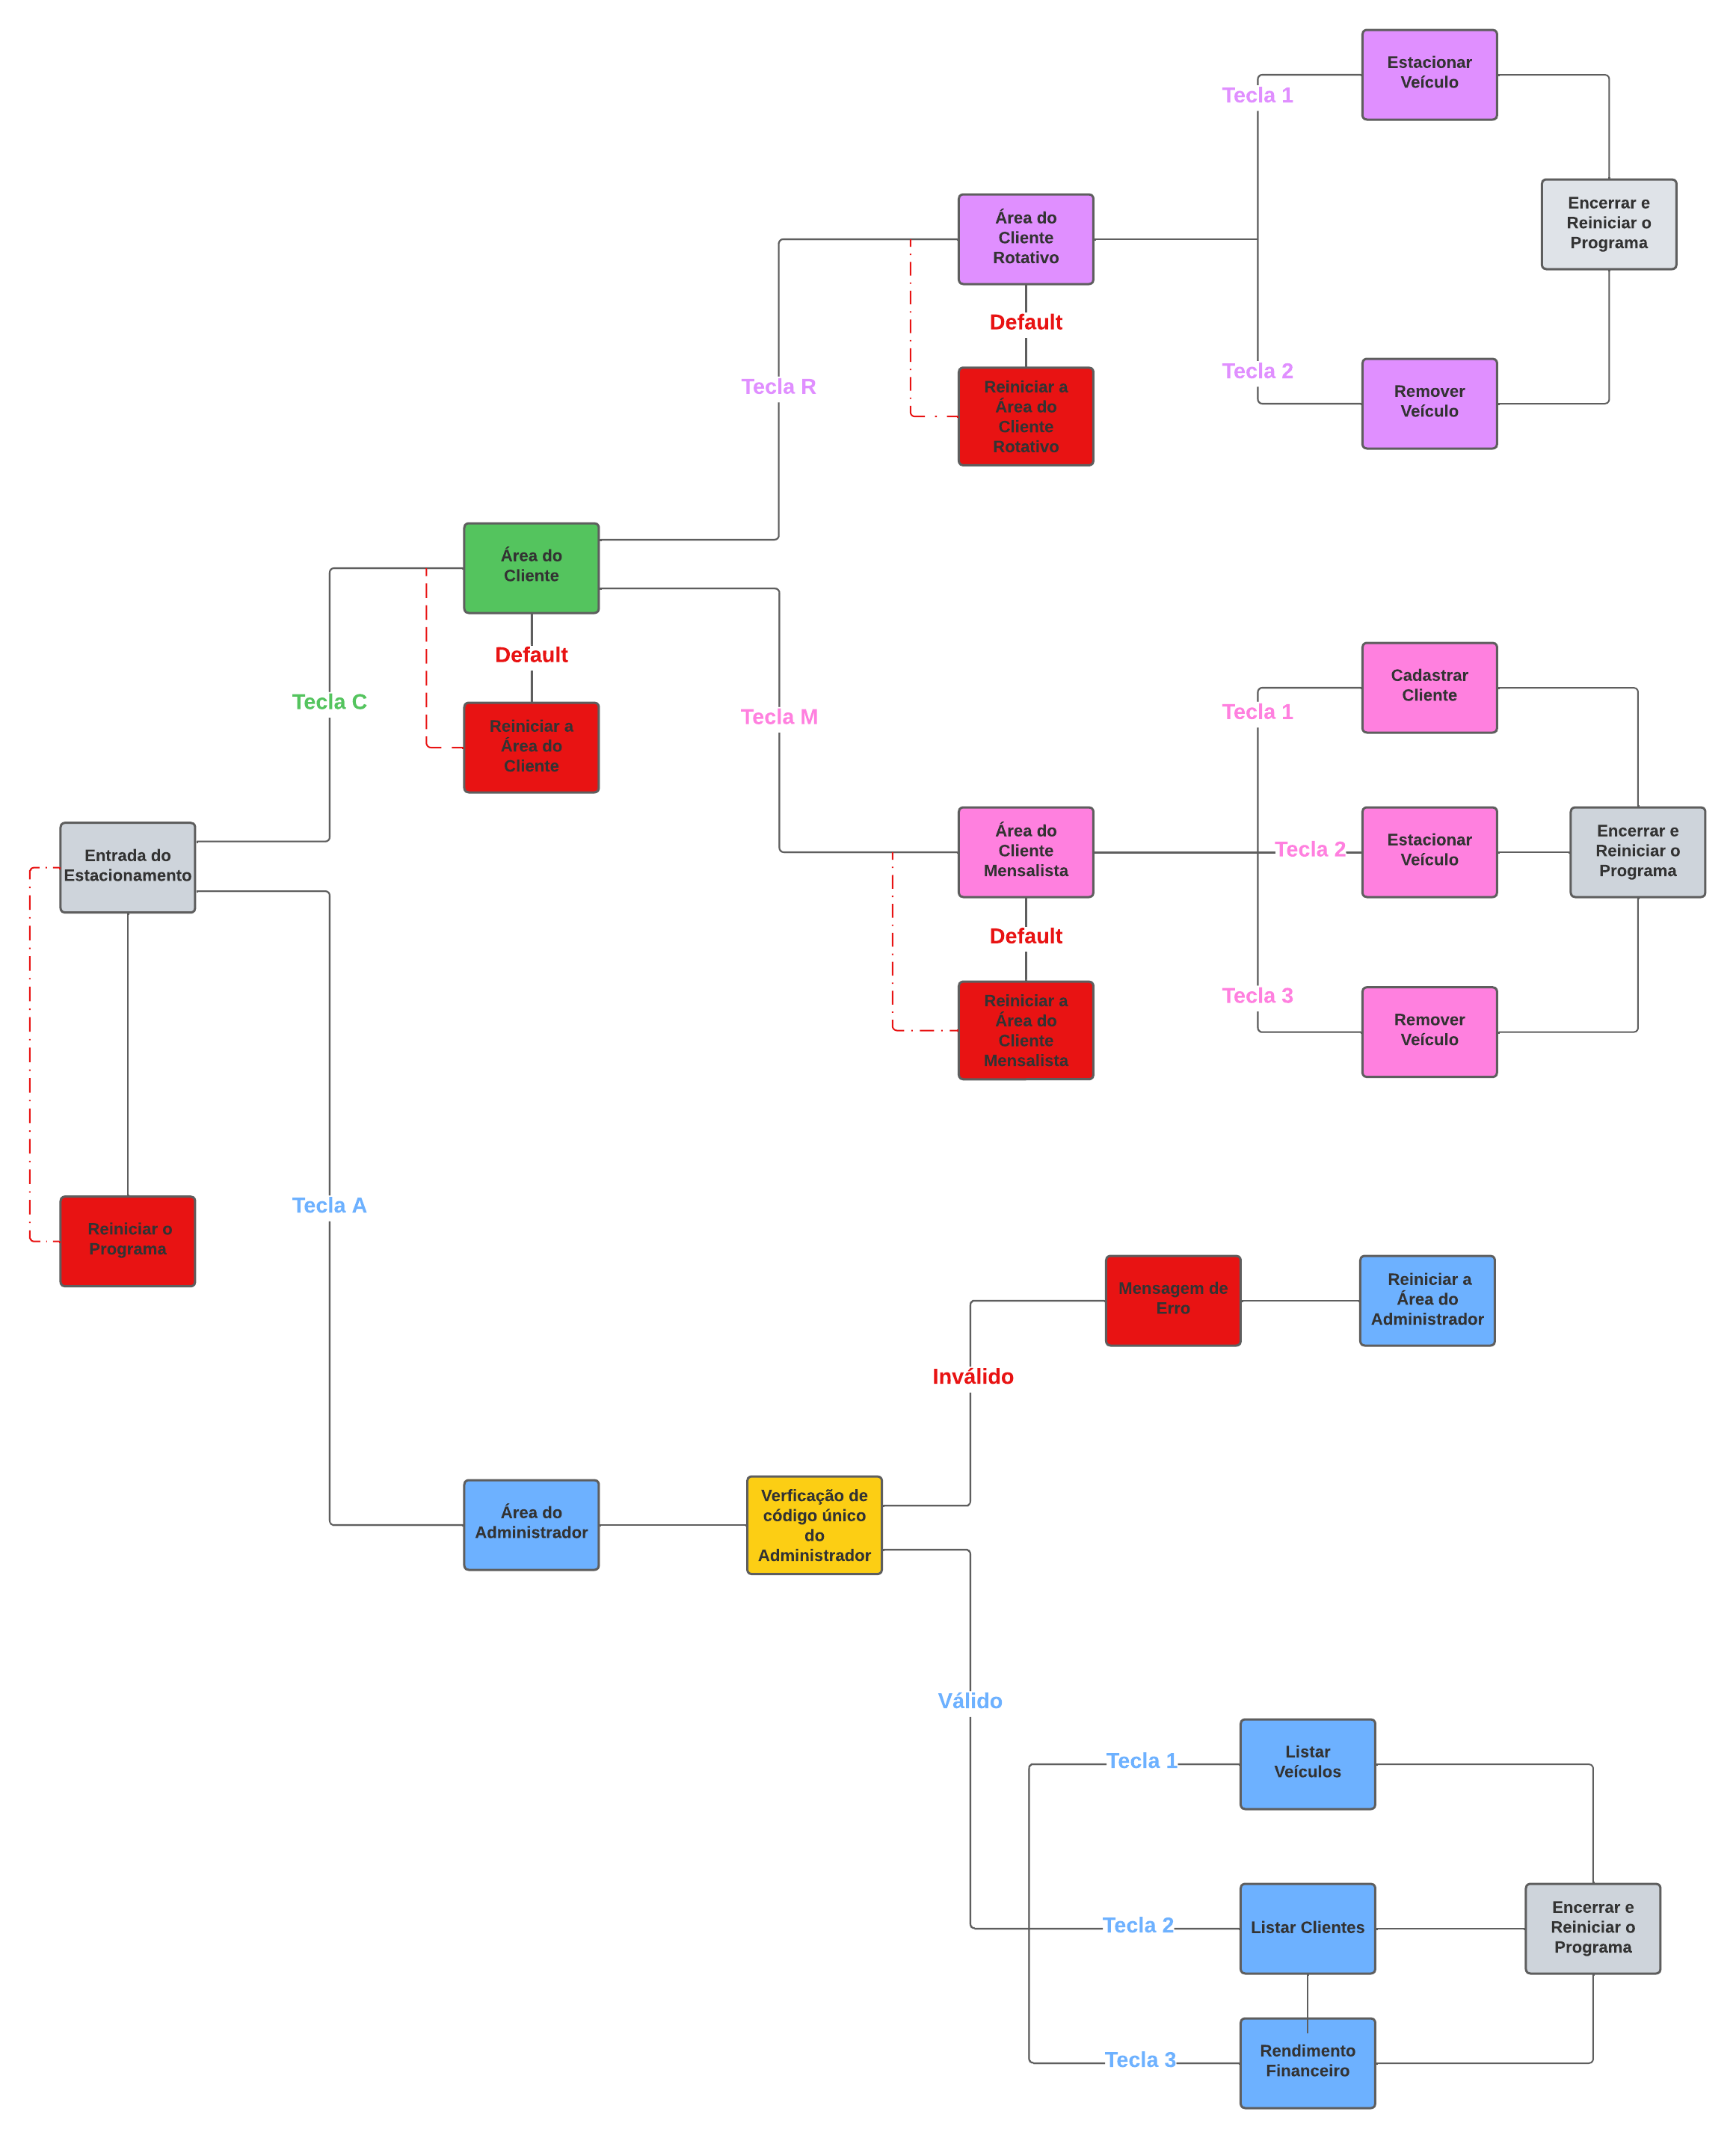 Estacionar
Veículo
Tecla 1
Encerrar e
Reiniciar o
Programa
Área do
Cliente
Rotativo
Default
Tecla R
Tecla 2
Reiniciar a
Área do
Cliente
Rotativo
Remover
Veículo
Área do
Cliente
Default
Tecla C
Reiniciar a
Área do
Cliente
Tecla M
Cadastrar
Cliente
Tecla 1
Entrada do
Estacionamento
Área do
Cliente
Mensalista
Tecla 2
Estacionar
Veículo
Encerrar e
Reiniciar o
Programa
Default
Reiniciar a
Área do
Cliente
Mensalista
Tecla 3
Remover
Veículo
Tecla A
Reiniciar o
Programa
Mensagem de
Erro
Reiniciar a
Área do
Administrador
Inválido
Área do
Administrador
Verficação de
código único
do
Administrador
Válido
Tecla 1
Listar
Veículos
Tecla 2
Listar Clientes
Encerrar e
Reiniciar o
Programa
Tecla 3
Rendimento
Financeiro